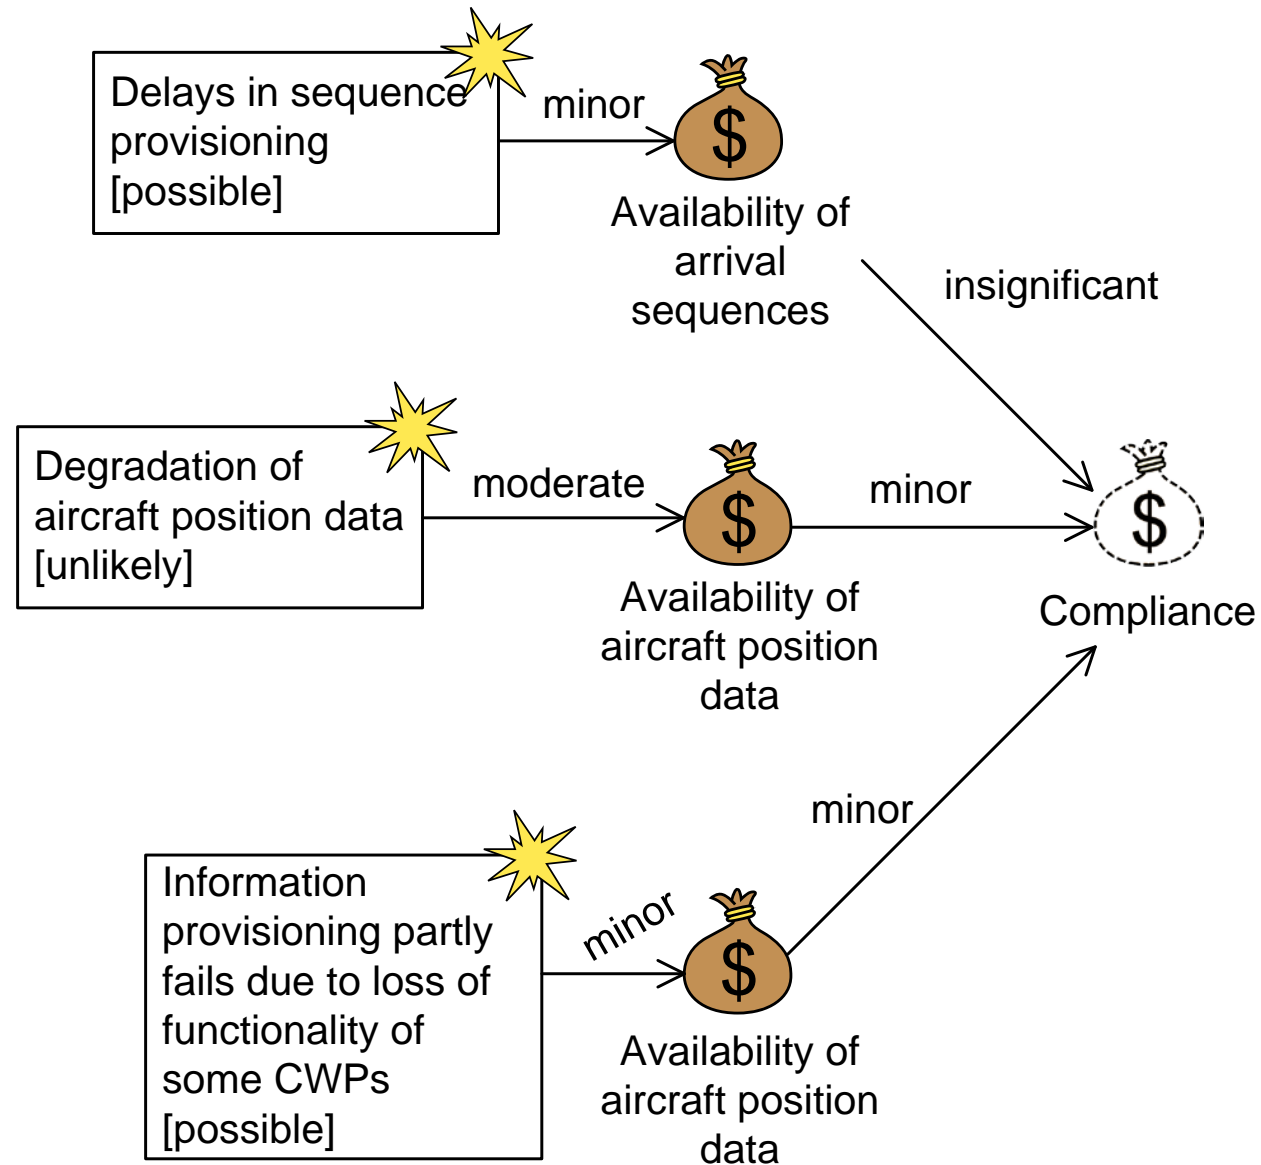 Delays in sequence
provisioning
[possible]
minor
$
Availability of
arrival
sequences
insignificant
Degradation of
aircraft position data
[unlikely]
moderate
$
Availability of
aircraft position
data
minor
$
Compliance
Information
provisioning partly
fails due to loss of
functionality of
some CWPs
[possible]
minor
$
Availability of
aircraft position
data
minor